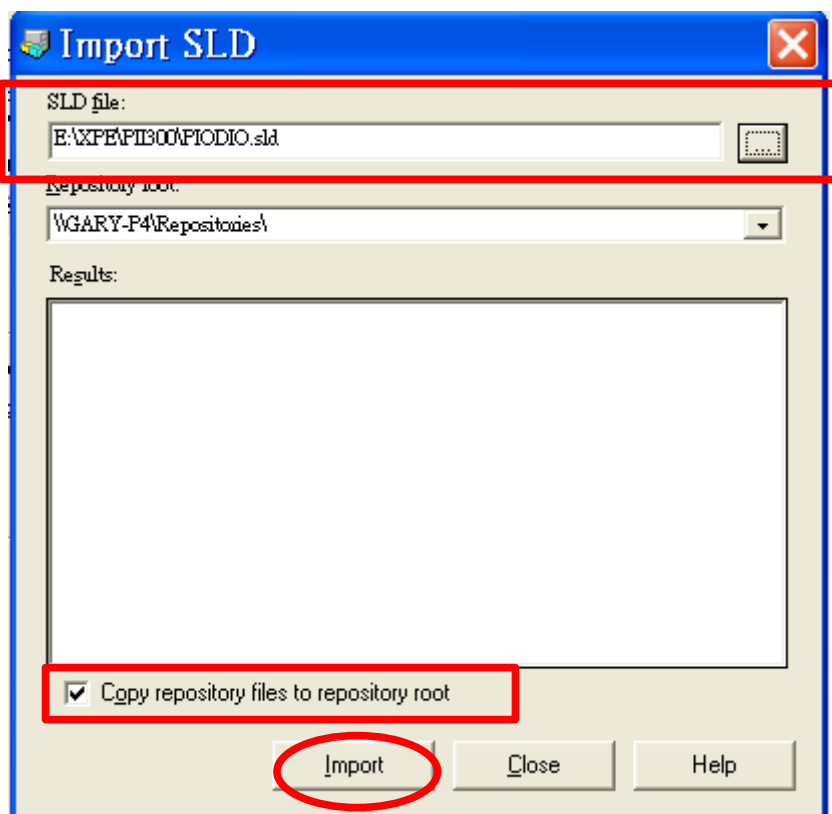 Import SLD
SLD file:
E:\XPE\PII300\PIODIO.sld
...
Repository root:
\\GARY-P4\Repositories\
Results:
Copy repository files to repository root
Import Close Help